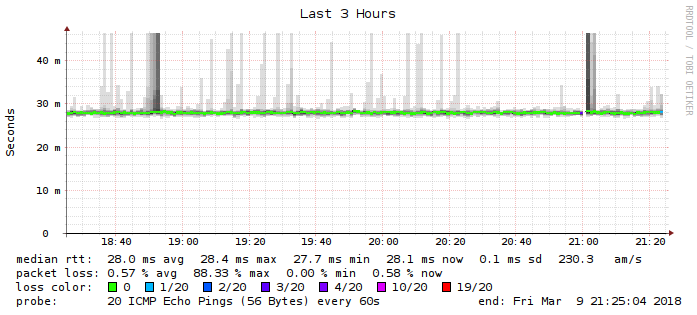 Last 3 Hours
RRDTOOL / TOBI OETIKER
Seconds
40 m
30 m
20 m
10 m
0
18:40 19:00 19:20 19:40 20:00 20:20 20:40 21:00 21:20
median rtt: 28.0 ms avg 28.4 ms max 27.7 ms min 28.1 ms now 0.1 ms sd 230.3 am/s
packet loss: 0.57 % avg 88.33 % max 0.00 % min 0.58 % now
loss color: 0 1/20 2/20 3/20 4/20 10/20 19/20
probe: 20 ICMP Echo Pings (56 Bytes) every 60s end: Fri Mar 9 21:25:04 2018